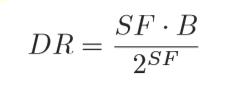 DR = \frac{SF \cdot B}{2^{SF}}